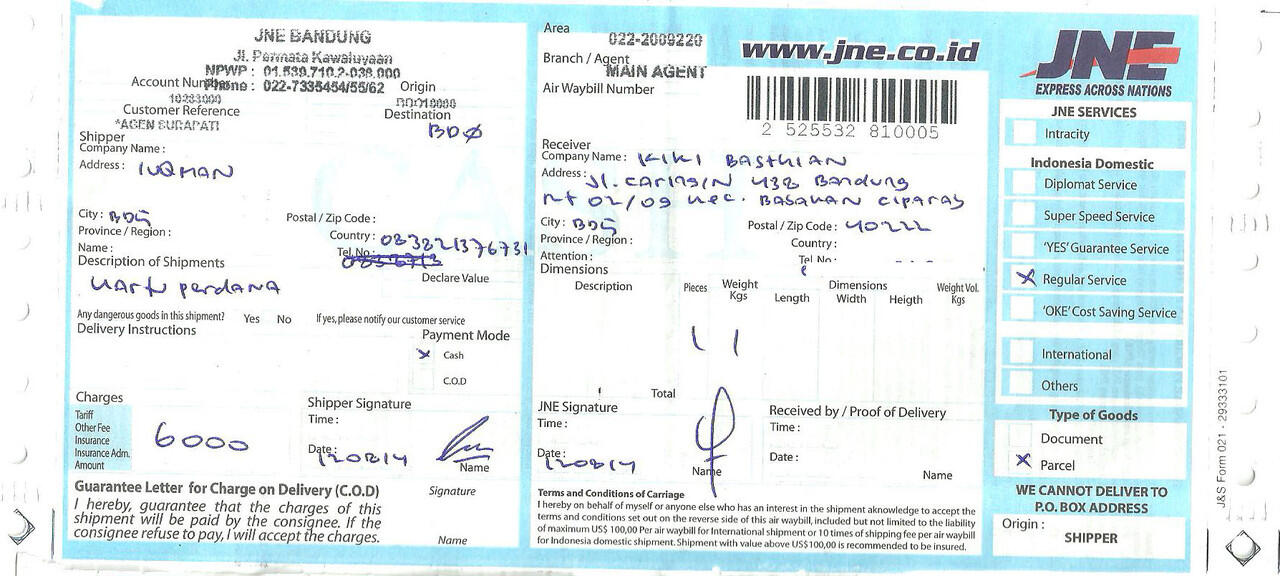 JNE BANDUNG
Jl. Permata Kawaluyaan
NPWP : 01.539.710.2-038.000
Account Number
Phone : 022-7335454/55/62
Origin
10233000
BDO10000
Customer Reference
Destination
*AGEN SURAPATI
BDO
Shipper
Company Name :
Address : LUQMAN
City : BDG
Postal / Zip Code :
Province / Region :
Country : 083821376731
Name :
Tel. No :
Description of Shipments
Declare Value
Kartu perdana
Any dangerous goods in this shipment? Yes No If yes, please notify our customer service
Delivery Instructions
Payment Mode
x Cash
C.O.D
Charges
Tariff
Other Fee
Insurance
Insurance Adm.
Amount
6000
Shipper Signature
Time :
Date : 120214
Name
Guarantee Letter for Charge on Delivery (C.O.D)
I hereby, guarantee that the charges of this
shipment will be paid by the consignee. If the
consignee refuse to pay, I will accept the charges.
Signature
Name
Area
022-2009220
Branch / Agent
MAIN AGENT
Air Waybill Number
www.jne.co.id
2 525532 810005
Receiver
Company Name : KIKI BASTHIAN
Address : Jl. CARINGIN 432 Bandung
Rt 02/09 Kec. BABAKAN CIPARAY
City : BDG
Postal / Zip Code : 40222
Province / Region :
Country :
Attention :
Tel No :
Dimensions
Description
Pieces
Weight Kgs
Dimensions
Length Width Heigth
Weight Vol. Kgs
1 1
Total
JNE Signature
Time :
Date : 120214
Name
Received by / Proof of Delivery
Time :
Date :
Name
Terms and Conditions of Carriage
I hereby on behalf of myself or anyone else who has an interest in the shipment aknowledge to accept the
terms and conditions set out on the reverse side of this air waybill, included but not limited to the liability
of maximum US$ 100,00 Per air waybill for International shipment or 10 times of shipping fee per air waybill
for Indonesia domestic shipment. Shipment with value above US$100,00 is recommended to be insured.
JNE
EXPRESS ACROSS NATIONS
JNE SERVICES
Intracity
Indonesia Domestic
Diplomat Service
Super Speed Service
'YES' Guarantee Service
x Regular Service
'OKE' Cost Saving Service
International
Others
Type of Goods
Document
x Parcel
WE CANNOT DELIVER TO
P.O. BOX ADDRESS
Origin :
SHIPPER
J&S Form 021 - 29333101